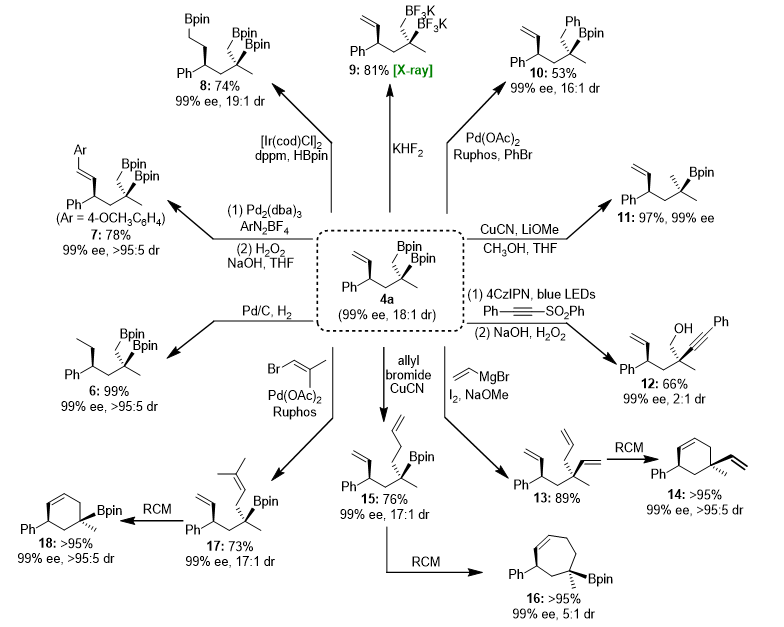 Bpin
Bpin
Bpin
Ph
8: 74%
99% ee, 19:1 dr
BF3K
BF3K
Ph
9: 81% [X-ray]
Ph
Bpin
Ph
10: 53%
99% ee, 16:1 dr
[Ir(cod)Cl]2
dppm, HBpin
KHF2
Pd(OAc)2
Ruphos, PhBr
Ar
Bpin
Bpin
Ph
(Ar = 4-OCH3C6H4)
7: 78%
99% ee, >95:5 dr
(1) Pd2(dba)3
ArN2BF4
(2) H2O2
NaOH, THF
Bpin
Bpin
Ph
4a
(99% ee, 18:1 dr)
CuCN, LiOMe
CH3OH, THF
Bpin
Ph
11: 97%, 99% ee
Pd/C, H2
Bpin
Bpin
Ph
6: 99%
99% ee, >95:5 dr
(1) 4CzIPN, blue LEDs
Ph
SO2Ph
(2) NaOH, H2O2
OH
Ph
Ph
12: 66%
99% ee, 2:1 dr
Br
Pd(OAc)2
Ruphos
allyl
bromide
CuCN
MgBr
I2, NaOMe
Ph
Bpin
18: >95%
99% ee, >95:5 dr
RCM
Bpin
Ph
17: 73%
99% ee, 17:1 dr
Bpin
Ph
15: 76%
99% ee, 17:1 dr
Ph
13: 89%
RCM
Ph
14: >95%
99% ee, >95:5 dr
RCM
Ph
Bpin
16: >95%
99% ee, 5:1 dr